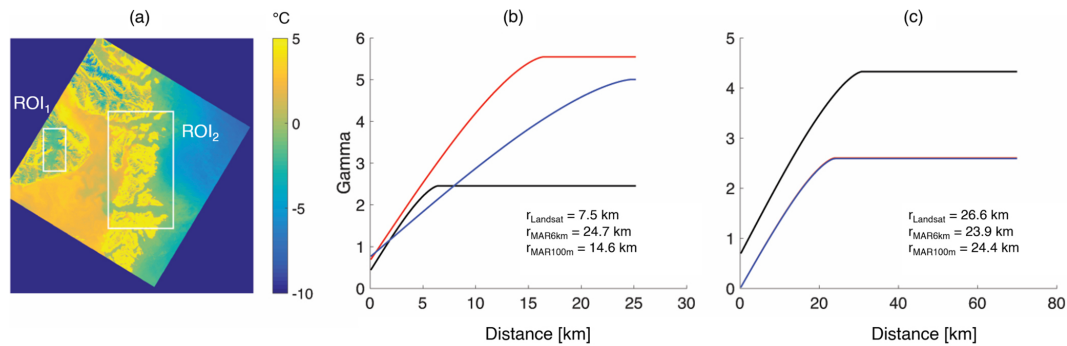 (a)
(b)
(c)
°C
ROI1
ROI2
5
0
-5
-10
Gamma
6
5
4
3
2
1
0
0 5 10 15 20 25 30
Distance [km]
rLandsat = 7.5 km
rMAR6km = 24.7 km
rMAR100m = 14.6 km
5
4
3
2
1
0
0 20 40 60 80
Distance [km]
rLandsat = 26.6 km
rMAR6km = 23.9 km
rMAR100m = 24.4 km